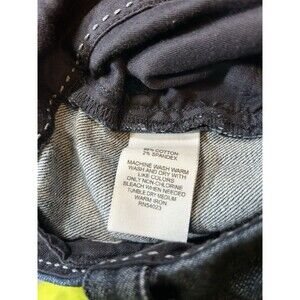 98% COTTON
2% SPANDEX
MACHINE WASH WARM
WASH AND DRY WITH
LIKE COLORS
ONLY NON-CHLORINE
BLEACH WHEN NEEDED
TUMBLE DRY MEDIUM
WARM IRON
RN54023